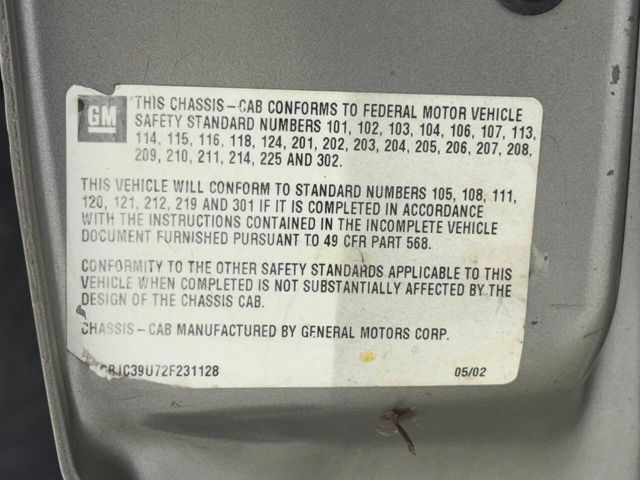 GM
THIS CHASSIS-CAB CONFORMS TO FEDERAL MOTOR VEHICLE
SAFETY STANDARD NUMBERS 101, 102, 103, 104, 106, 107, 113,
114, 115, 116, 118, 124, 201, 202, 203, 204, 205, 206, 207, 208,
209, 210, 211, 214, 225 AND 302.
THIS VEHICLE WILL CONFORM TO STANDARD NUMBERS 105, 108, 111,
120, 121, 212, 219 AND 301 IF IT IS COMPLETED IN ACCORDANCE
WITH THE INSTRUCTIONS CONTAINED IN THE INCOMPLETE VEHICLE
DOCUMENT FURNISHED PURSUANT TO 49 CFR PART 568.
CONFORMITY TO THE OTHER SAFETY STANDARDS APPLICABLE TO THIS
VEHICLE WHEN COMPLETED IS NOT SUBSTANTIALLY AFFECTED BY THE
DESIGN OF THE CHASSIS CAB.
CHASSIS-CAB MANUFACTURED BY GENERAL MOTORS CORP.
JC39U72F231128 05/02